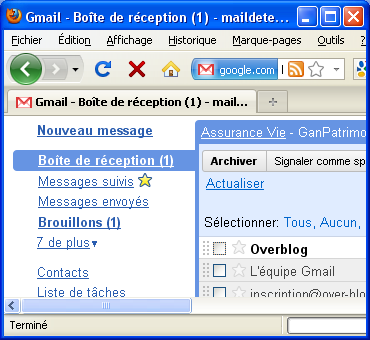 Gmail - Boîte de réception (1) - maildete...
Fichier Édition Affichage Historique Marque-pages Outils ?
google.com
Gmail - Boîte de réception (1) - mail...
Nouveau message
Assurance Vie - GanPatrimo
Boîte de réception (1)
Archiver Signaler comme sp
Messages suivis
Actualiser
Messages envoyés
Brouillons (1)
Sélectionner: Tous, Aucun,
7 de plus
Overblog
Contacts
L'équipe Gmail
Liste de tâches
inscription@over-blo
Terminé